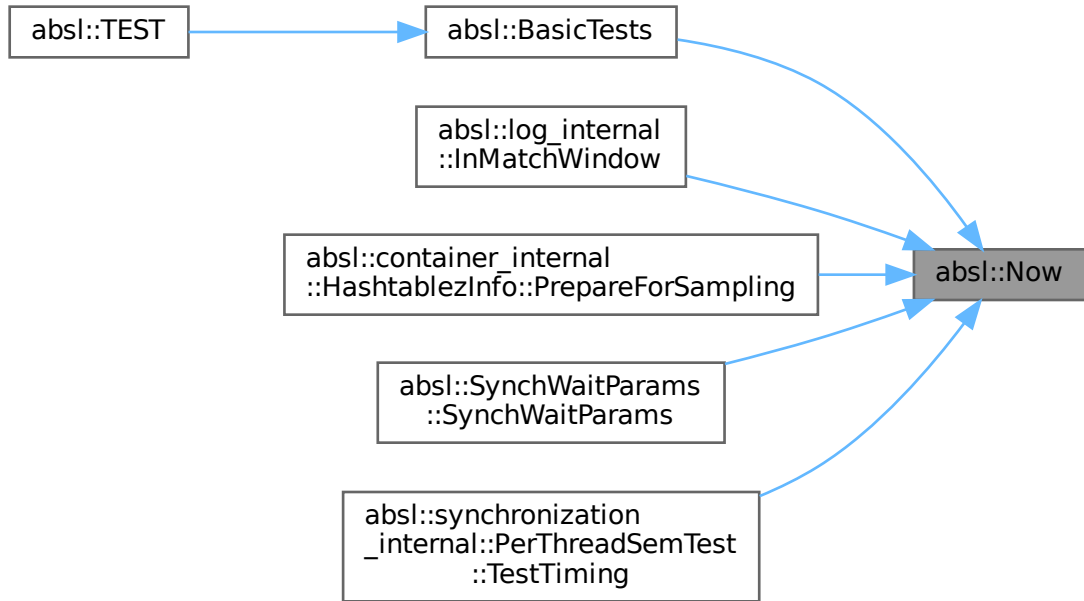 absl::TEST
absl::BasicTests
absl::log_internal
::InMatchWindow
absl::container_internal
::HashtablezInfo::PrepareForSampling
absl::Now
absl::SynchWaitParams
::SynchWaitParams
absl::synchronization
_internal::PerThreadSemTest
::TestTiming